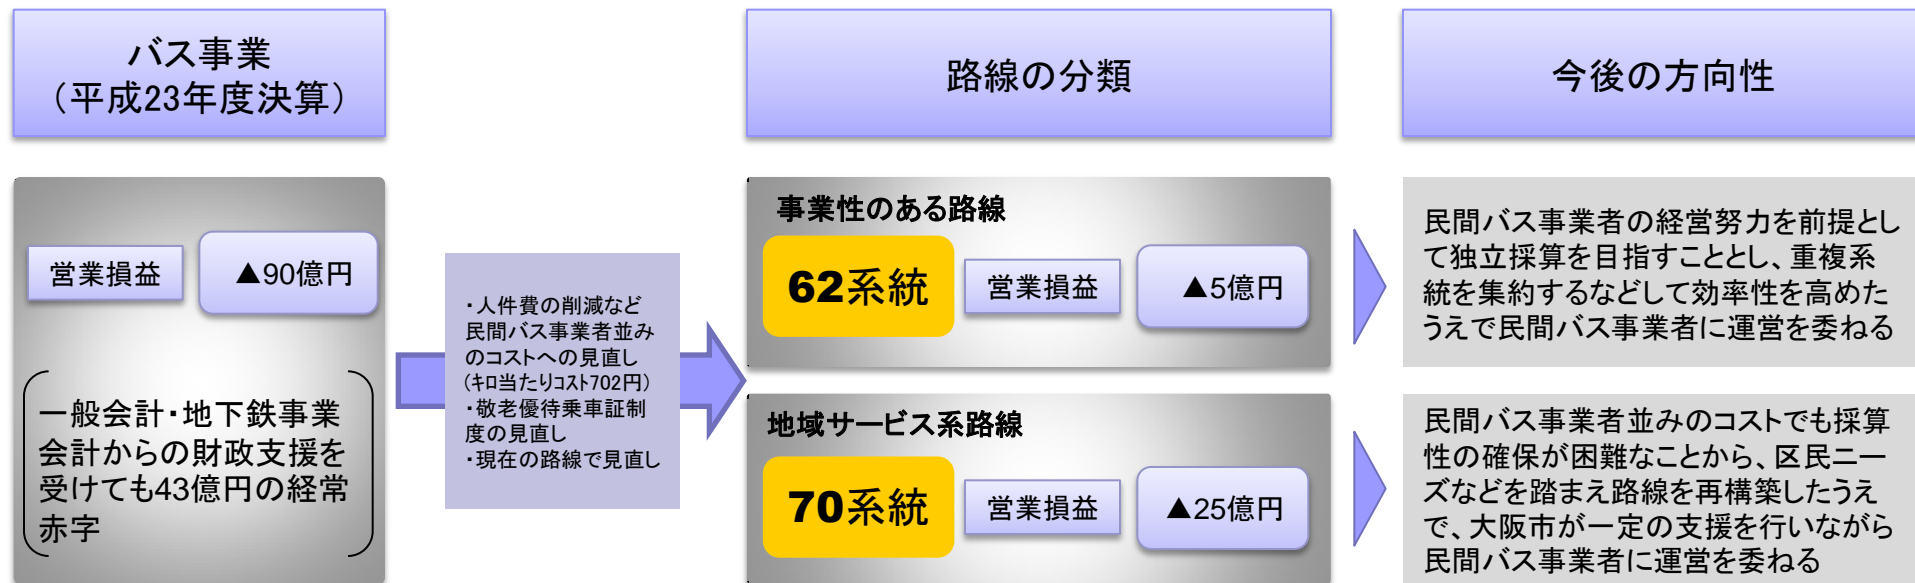 バス事業
(平成23年度決算)
営業損益
▲90億円
一般会計・地下鉄事業
会計からの財政支援を
受けても43億円の経常
赤字
・人件費の削減など
民間バス事業者並み
のコストへの見直し
(ｷﾛ当たりｺｽﾄ702円)
・敬老優待乗車証制
度の見直し
・現在の路線で見直し
路線の分類
事業性のある路線
62系統
営業損益
▲5億円
地域サービス系路線
70系統
営業損益
▲25億円
今後の方向性
民間バス事業者の経営努力を前提とし
て独立採算を目指すこととし、重複系
統を集約するなどして効率性を高めた
うえで民間バス事業者に運営を委ねる
民間バス事業者並みのコストでも採算
性の確保が困難なことから、区民ニー
ズなどを踏まえ路線を再構築したうえ
で、大阪市が一定の支援を行いながら
民間バス事業者に運営を委ねる